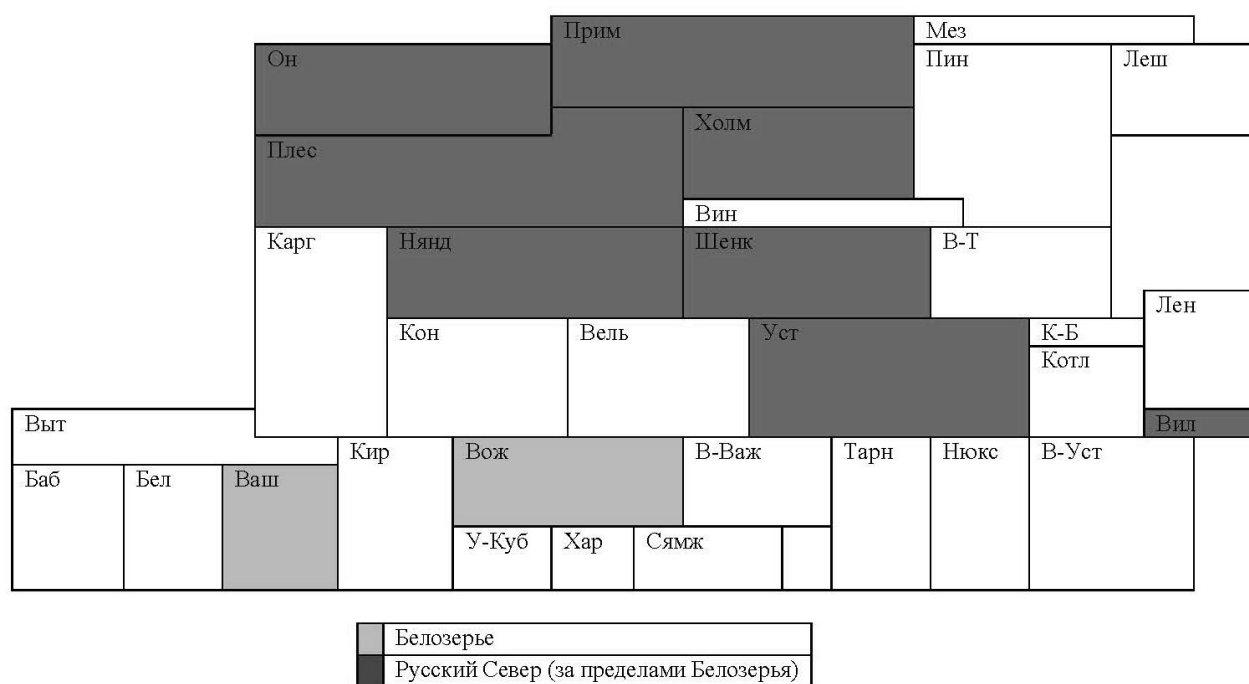 Прим
Мез
Он
Пин
Леш
Плес
Холм
Вин
Карг
Нянд
Шенк
В-Т
Лен
Кон
Вель
Уст
К-Б
Котл
Выт
Вил
Кир
Вож
В-Важ
Тарн
Нюкс
В-Уст
Баб
Бел
Ваш
У-Куб
Хар
Сямж
Белозерье
Русский Север (за пределами Белозерья)